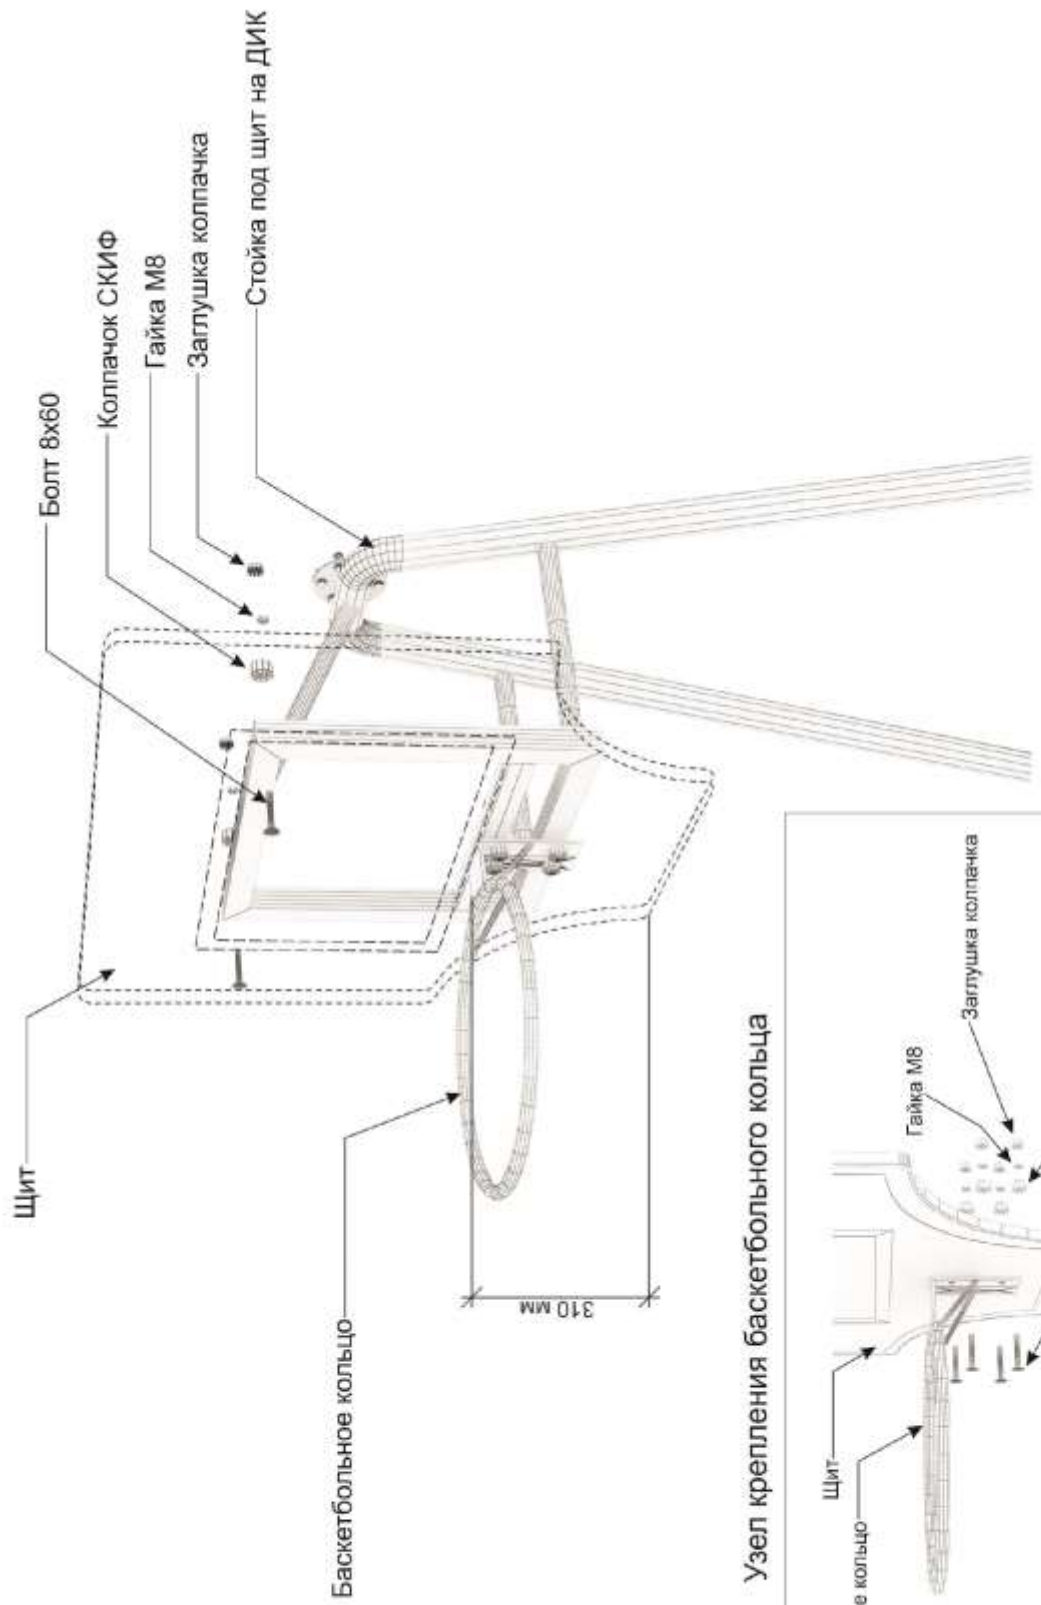 Болт 8х60
Колпачок СКИФ
Гайка М8
Заглушка колпачка
Стойка под щит на ДИК
Щит
Баскетбольное кольцо
310 мм
Узел крепления баскетбольного кольца
Щит
е кольцо
Гайка М8
Заглушка колпачка